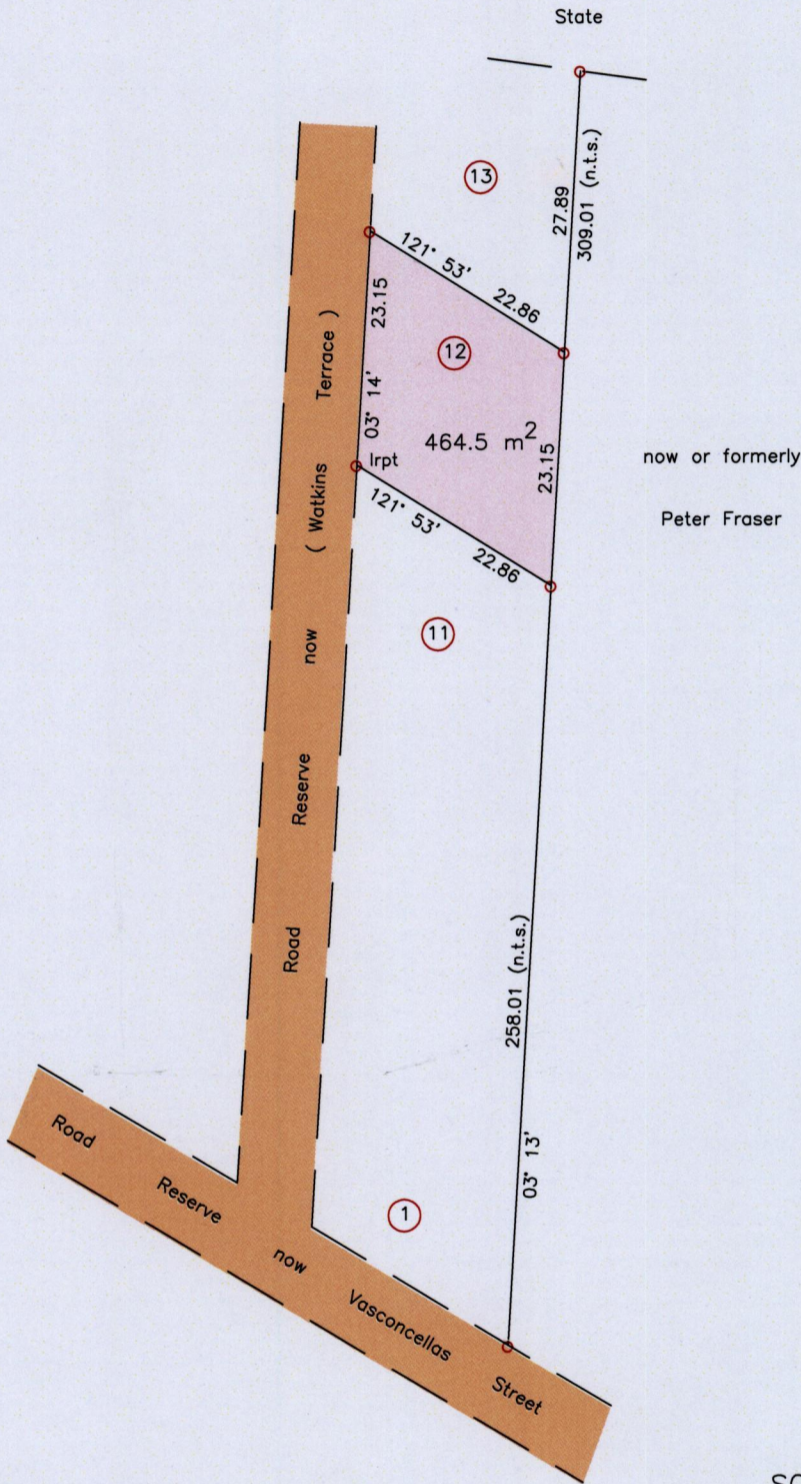 State
13
27.89
309.01 (n.t.s.)
121° 53'
22.86
23.15
03° 14'
12
464.5 m2
23.15
Irpt
121° 53'
22.86
now or formerly
Peter Fraser
11
Road Reserve now ( Watkins Terrace )
258.01 (n.t.s.)
03° 13'
1
Road Reserve now Vasconcellas Street